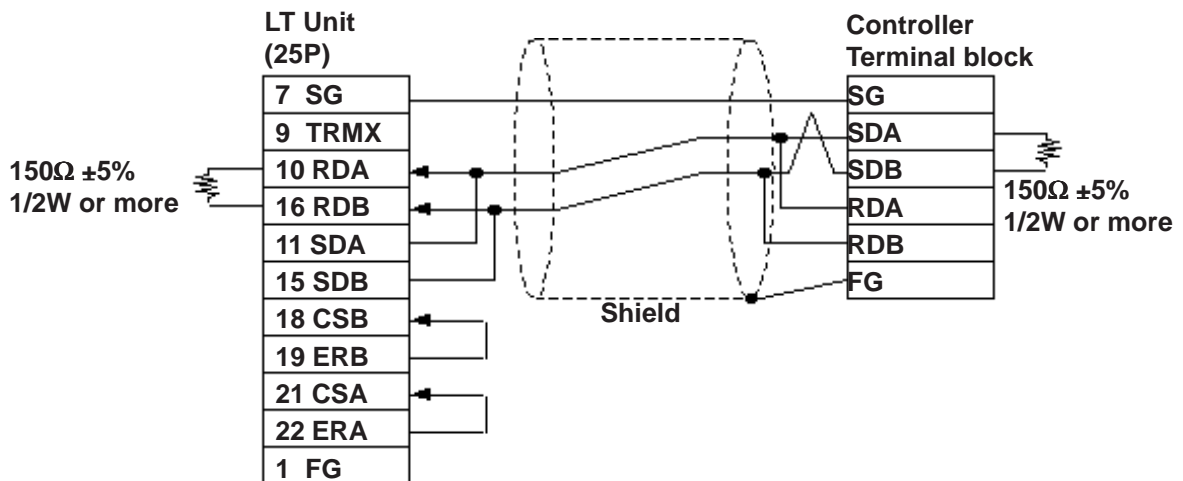 LT Unit
(25P)
7 SG
9 TRMX
10 RDA
16 RDB
11 SDA
15 SDB
18 CSB
19 ERB
21 CSA
22 ERA
1 FG
150Ω ±5%
1/2W or more
Shield
Controller
Terminal block
SG
SDA
SDB
RDA
RDB
FG
150Ω ±5%
1/2W or more